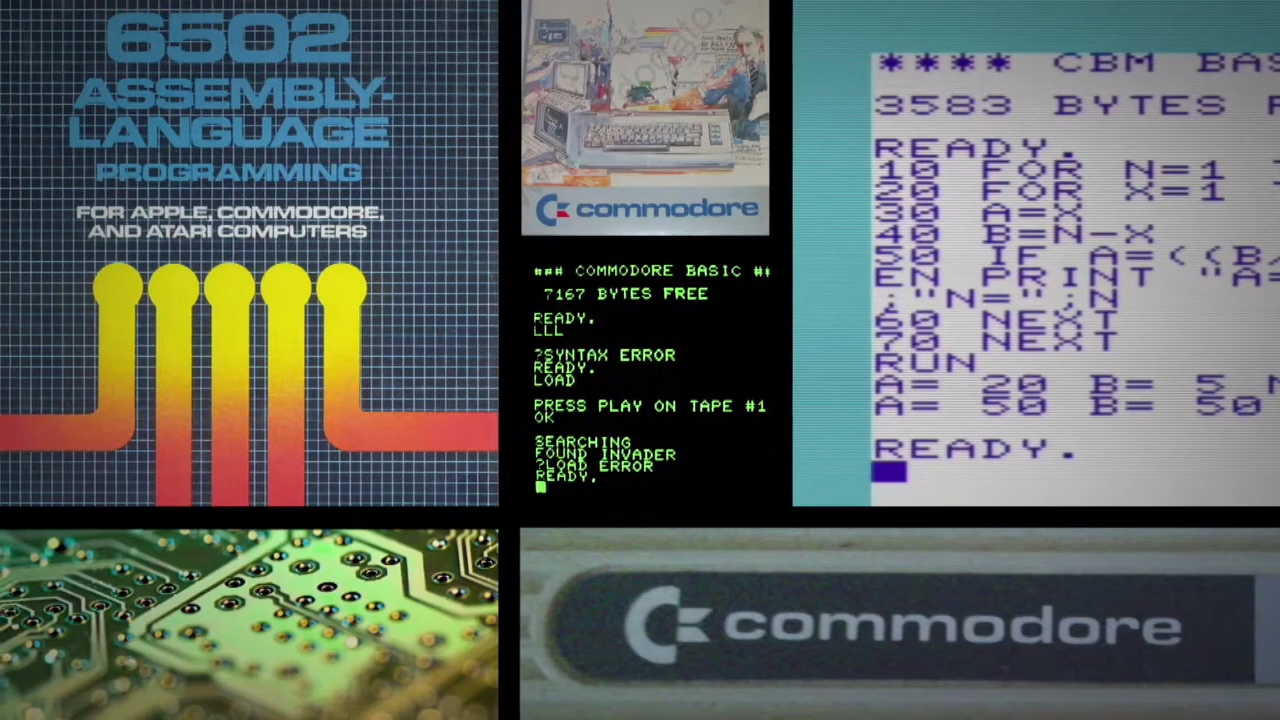 6502
ASSEMBLY-
LANGUAGE
PROGRAMMING
FOR APPLE, COMMODORE,
AND ATARI COMPUTERS
commodore
### COMMODORE BASIC ##
7167 BYTES FREE
READY.
LLL
?SYNTAX ERROR
READY.
LOAD
PRESS PLAY ON TAPE #1
OK
SEARCHING
FOUND INVADER
?LOAD ERROR
READY.
**** CBM BAS
3583 BYTES F
READY.
10 FOR N=1 T
20 FOR X=1 T
30 A=X
40 B=N-X
50 IF A=<(B/
EN PRINT "A=
;"N=";N
60 NEXT
70 NEXT
RUN
A= 20 B= 5 N
A= 50 B= 50
READY.
commodore